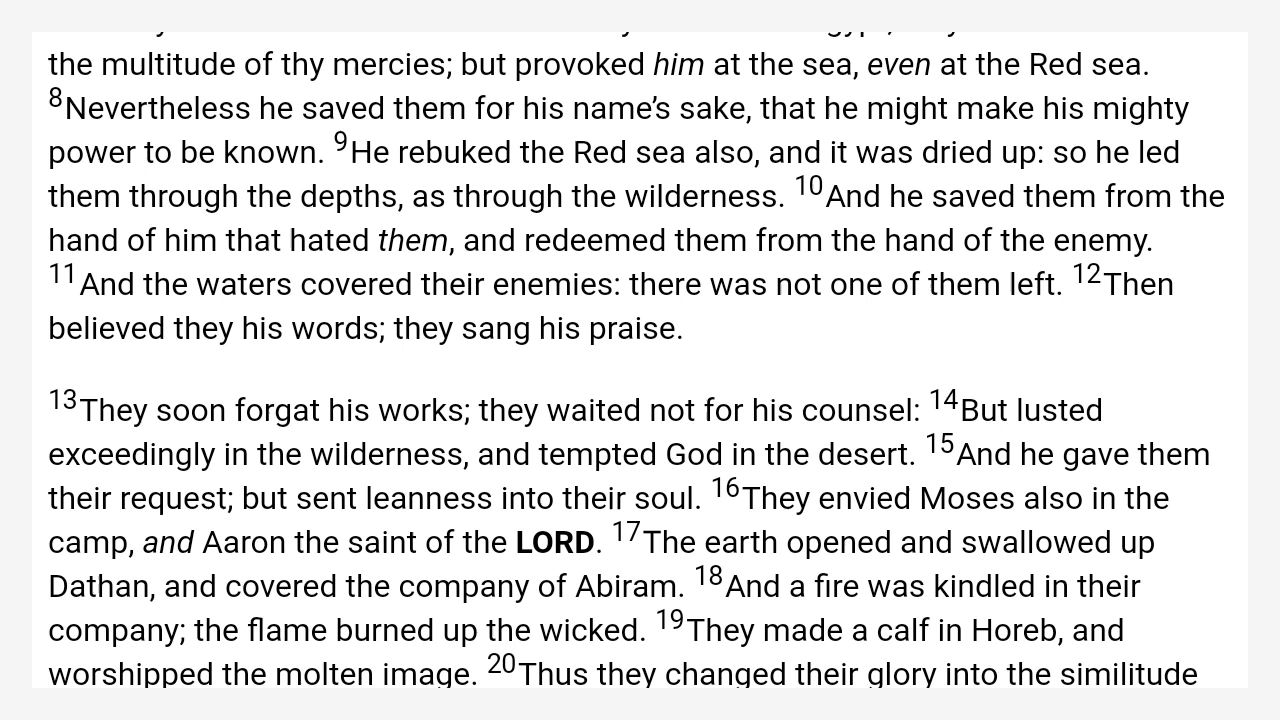 the multitude of thy mercies; but provoked him at the sea, even at the Red sea.
8Nevertheless he saved them for his name’s sake, that he might make his mighty
power to be known. 9He rebuked the Red sea also, and it was dried up: so he led
them through the depths, as through the wilderness. 10And he saved them from the
hand of him that hated them, and redeemed them from the hand of the enemy.
11And the waters covered their enemies: there was not one of them left. 12Then
believed they his words; they sang his praise.
13They soon forgat his works; they waited not for his counsel: 14But lusted
exceedingly in the wilderness, and tempted God in the desert. 15And he gave them
their request; but sent leanness into their soul. 16They envied Moses also in the
camp, and Aaron the saint of the LORD. 17The earth opened and swallowed up
Dathan, and covered the company of Abiram. 18And a fire was kindled in their
company; the flame burned up the wicked. 19They made a calf in Horeb, and
worshipped the molten image. 20Thus they changed their glory into the similitude